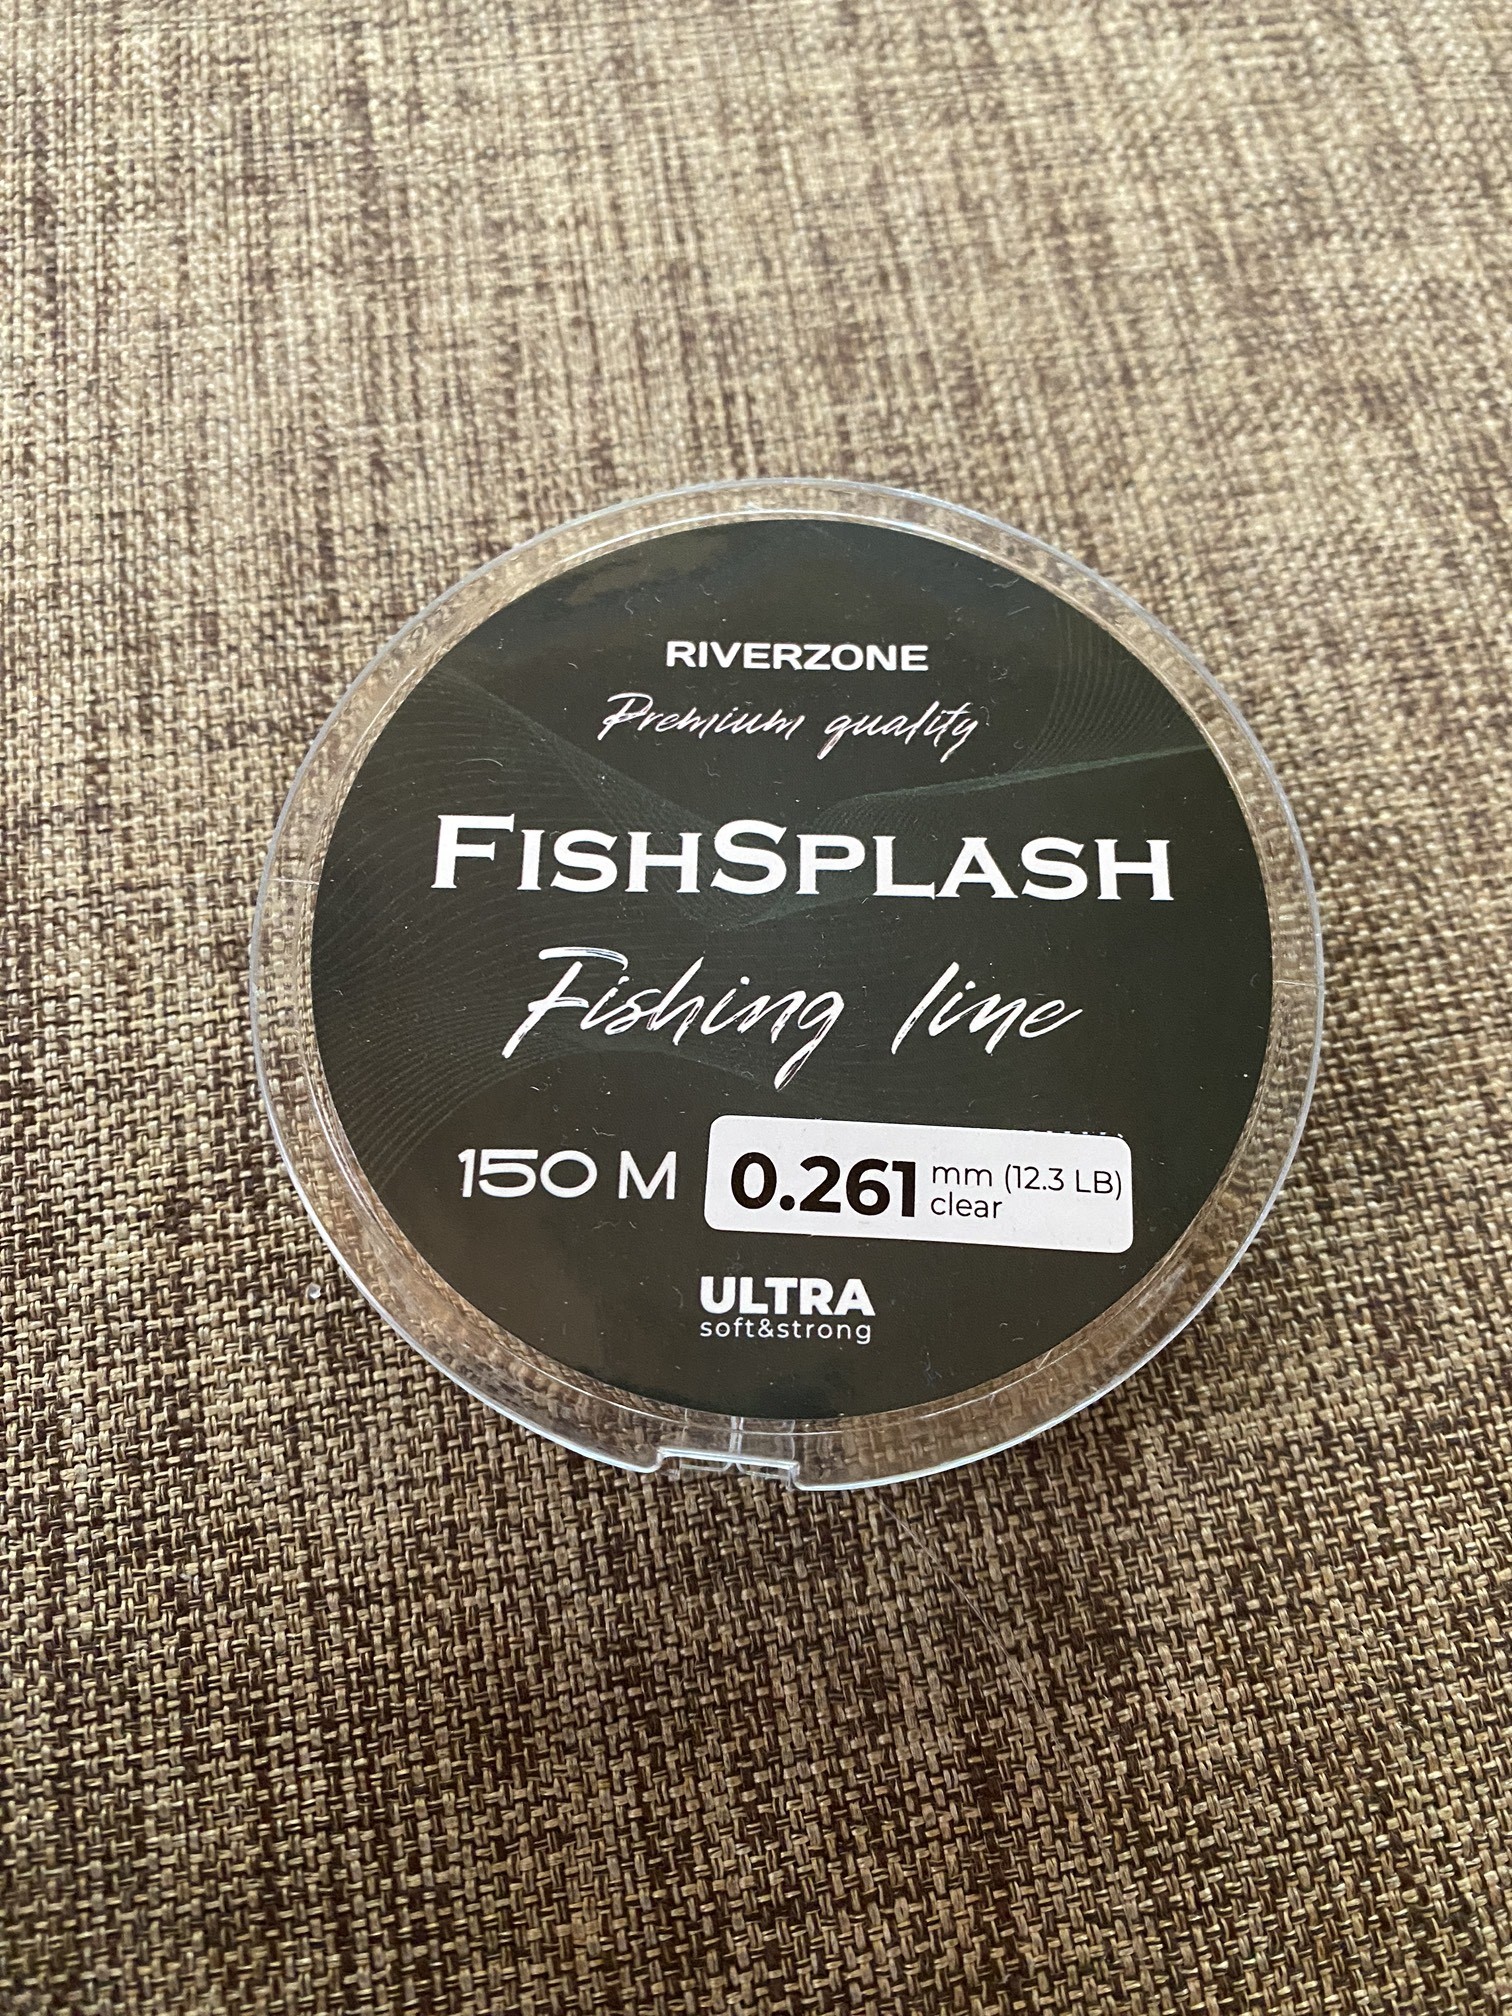 RIVERZONE
Premium quality
FISHSPLASH
Fishing line
150 M 0.261 mm (12.3 LB)
clear
ULTRA
soft&strong